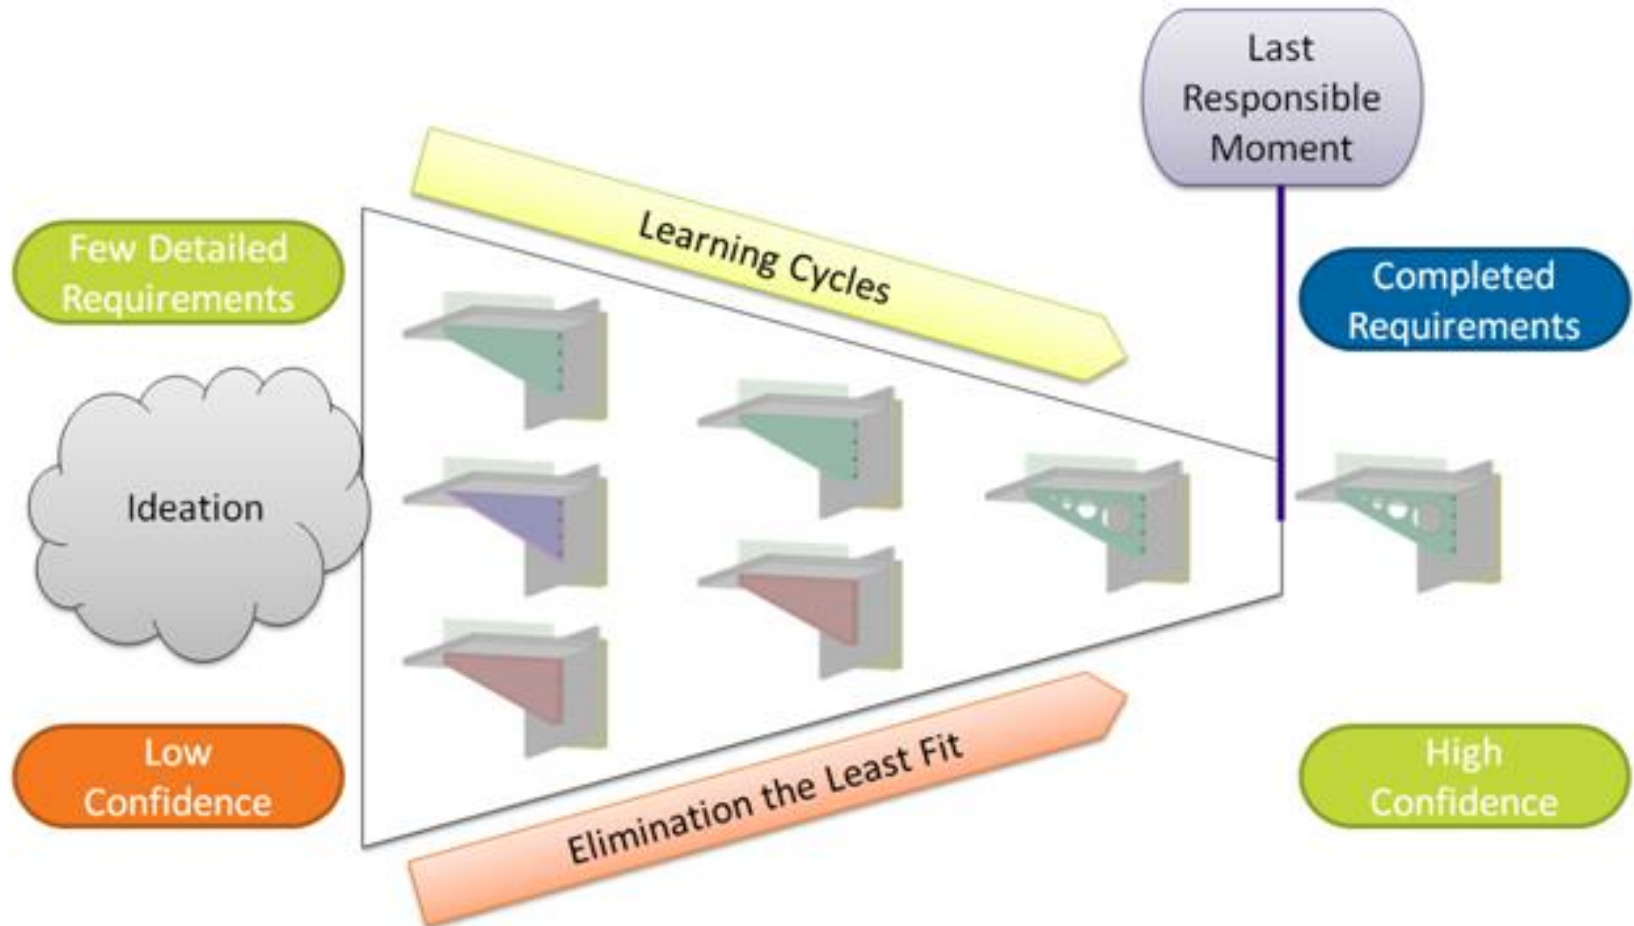 Last
Responsible
Moment
Learning Cycles
Few Detailed
Requirements
Completed
Requirements
Ideation
Low
Confidence
Elimination the Least Fit
High
Confidence